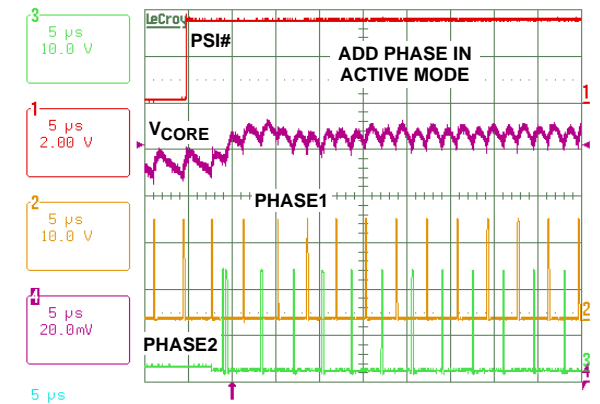 3
5 µs
10.0 V
1
5 µs
2.00 V
2
5 µs
10.0 V
4
5 µs
20.0mV
5 µs
LeCroy
PSI#
ADD PHASE IN
ACTIVE MODE
1
VCORE
PHASE1
2
PHASE2
3
4